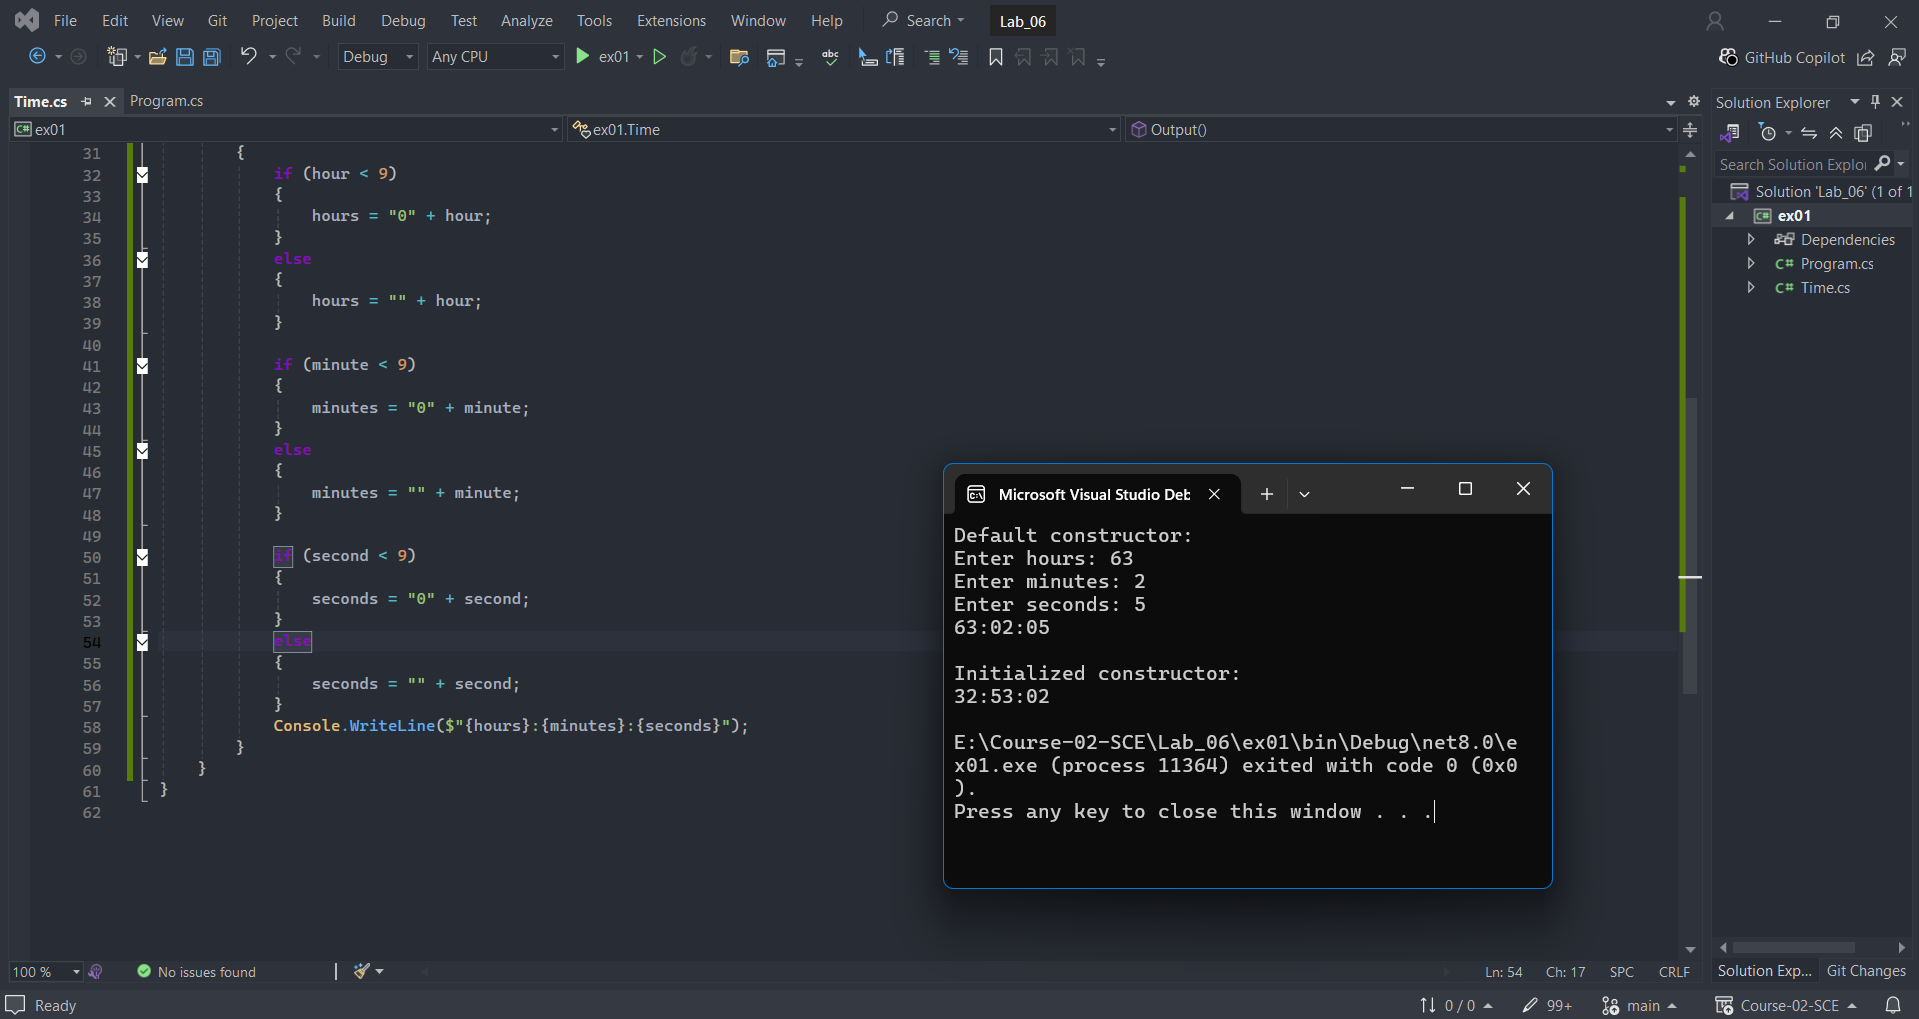 File Edit View Git Project Build Debug Test Analyze Tools Extensions Window Help Search Lab_06
Debug Any CPU ex01 abc GitHub Copilot
Time.cs Program.cs
ex01 ex01.Time Output()
31 {
32 if (hour < 9)
33 {
34 hours = "0" + hour;
35 }
36 else
37 {
38 hours = "" + hour;
39 }
40
41 if (minute < 9)
42 {
43 minutes = "0" + minute;
44 }
45 else
46 {
47 minutes = "" + minute;
48 }
49
50 if (second < 9)
51 {
52 seconds = "0" + second;
53 }
54 else
55 {
56 seconds = "" + second;
57 }
58 Console.WriteLine($"{hours}:{minutes}:{seconds}");
59 }
60 }
61 }
62
Microsoft Visual Studio Deb
Default constructor:
Enter hours: 63
Enter minutes: 2
Enter seconds: 5
63:02:05
Initialized constructor:
32:53:02
E:\Course-02-SCE\Lab_06\ex01\bin\Debug\net8.0\e
x01.exe (process 11364) exited with code 0 (0x0
).
Press any key to close this window . . .
Solution Explorer
Search Solution Explo
Solution 'Lab_06' (1 of 1
C# ex01
Dependencies
C# Program.cs
C# Time.cs
100 % No issues found Ln: 54 Ch: 17 SPC CRLF
Solution Exp... Git Changes
Ready 0 / 0 99+ main Course-02-SCE